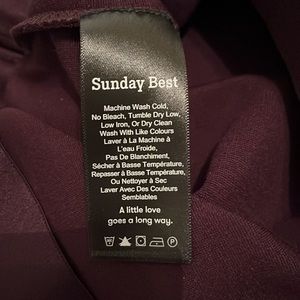 Sunday Best
Machine Wash Cold,
No Bleach, Tumble Dry Low,
Low Iron, Or Dry Clean
Wash With Like Colours
Laver À La Machine À
L'eau Froide,
Pas De Blanchiment,
Sécher à Basse Température,
Repasser à Basse Température,
Ou Nettoyer à Sec
Laver Avec Des Couleurs
Semblables
A little love
goes a long way.